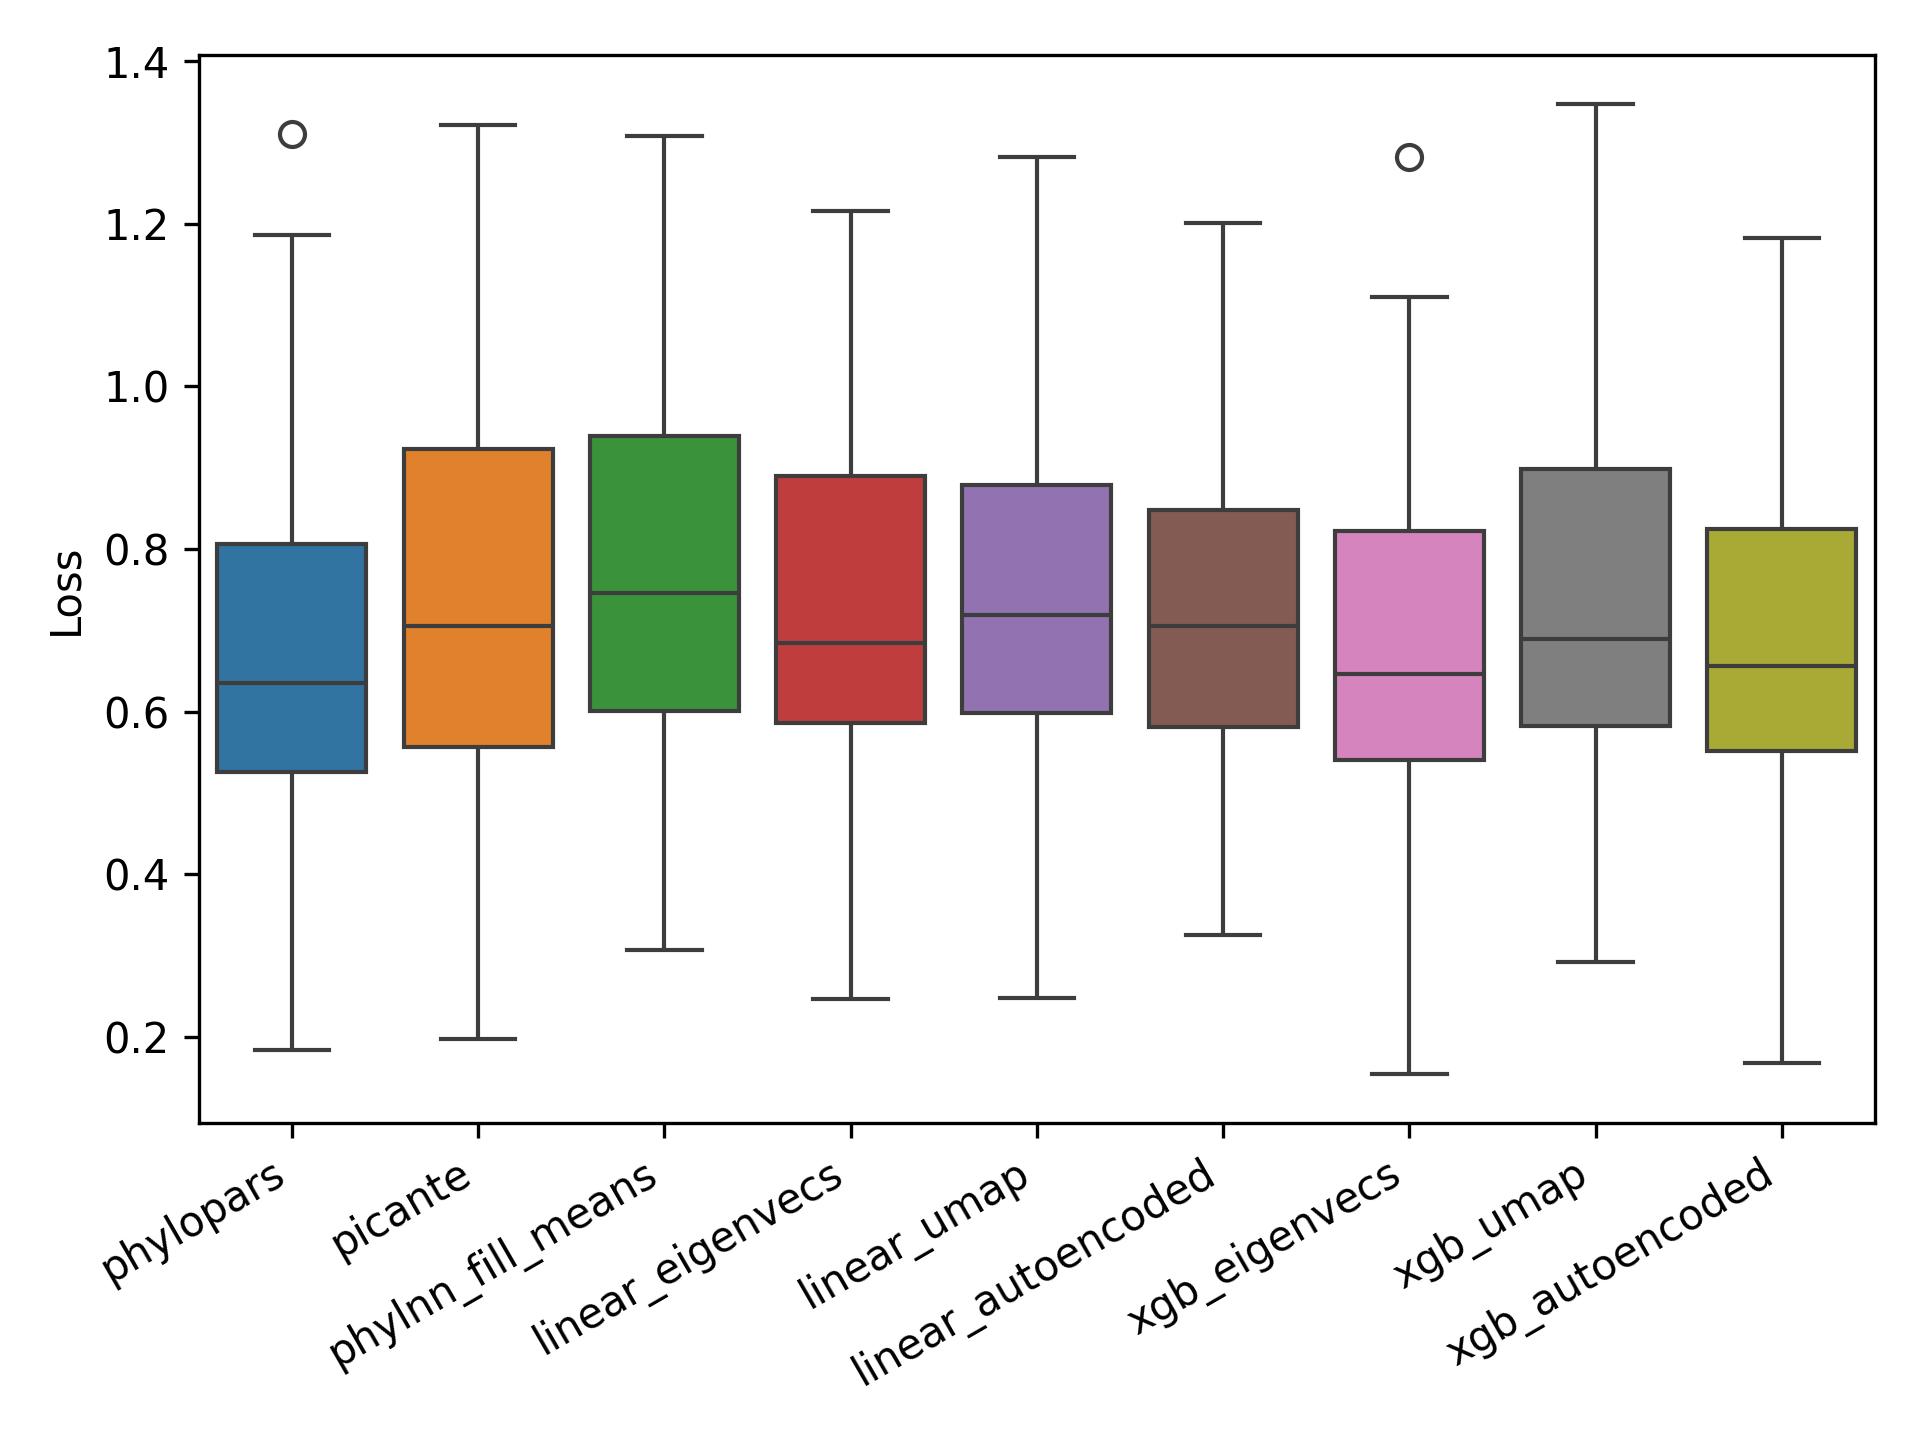 1.4
1.2
1.0
0.8
0.6
0.4
0.2
Loss
phylopars
picante
phylnn_fill_means
linear_eigenvecs
linear_umap
linear_autoencoded
xgb_eigenvecs
xgb_umap
xgb_autoencoded